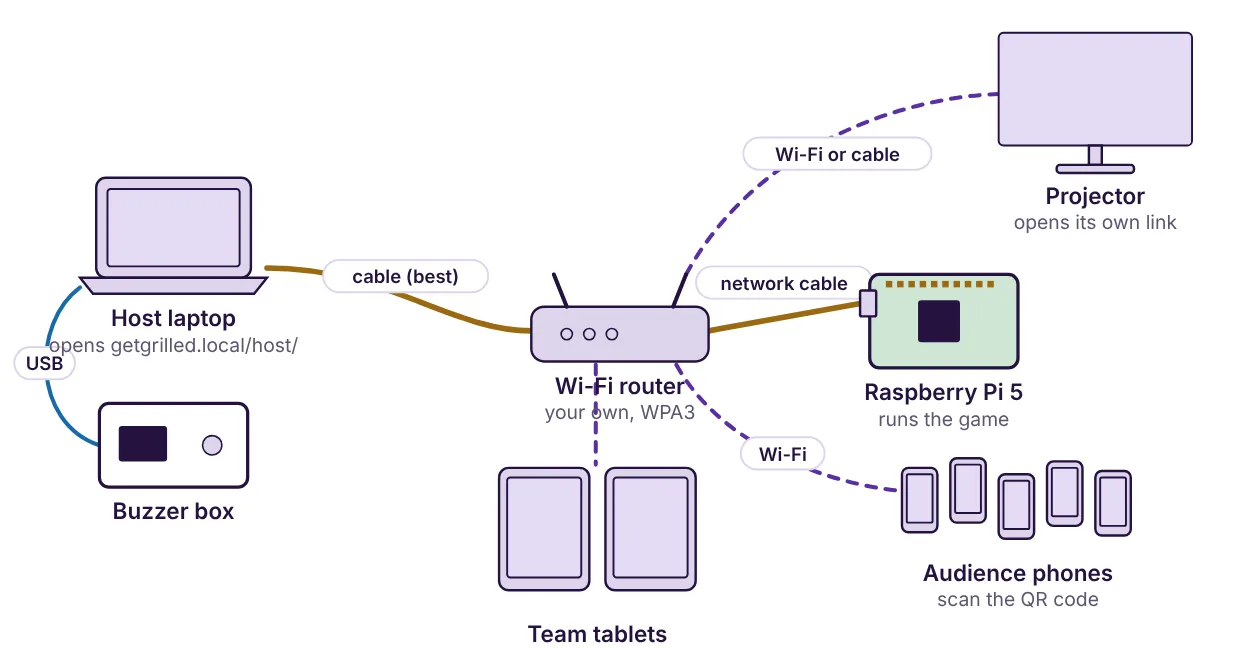 Wi-Fi or cable
Projector
opens its own link
cable (best)
network cable
Host laptop
opens getgrilled.local/host/
USB
Wi-Fi router
your own, WPA3
Raspberry Pi 5
runs the game
Wi-Fi
Buzzer box
Audience phones
scan the QR code
Team tablets